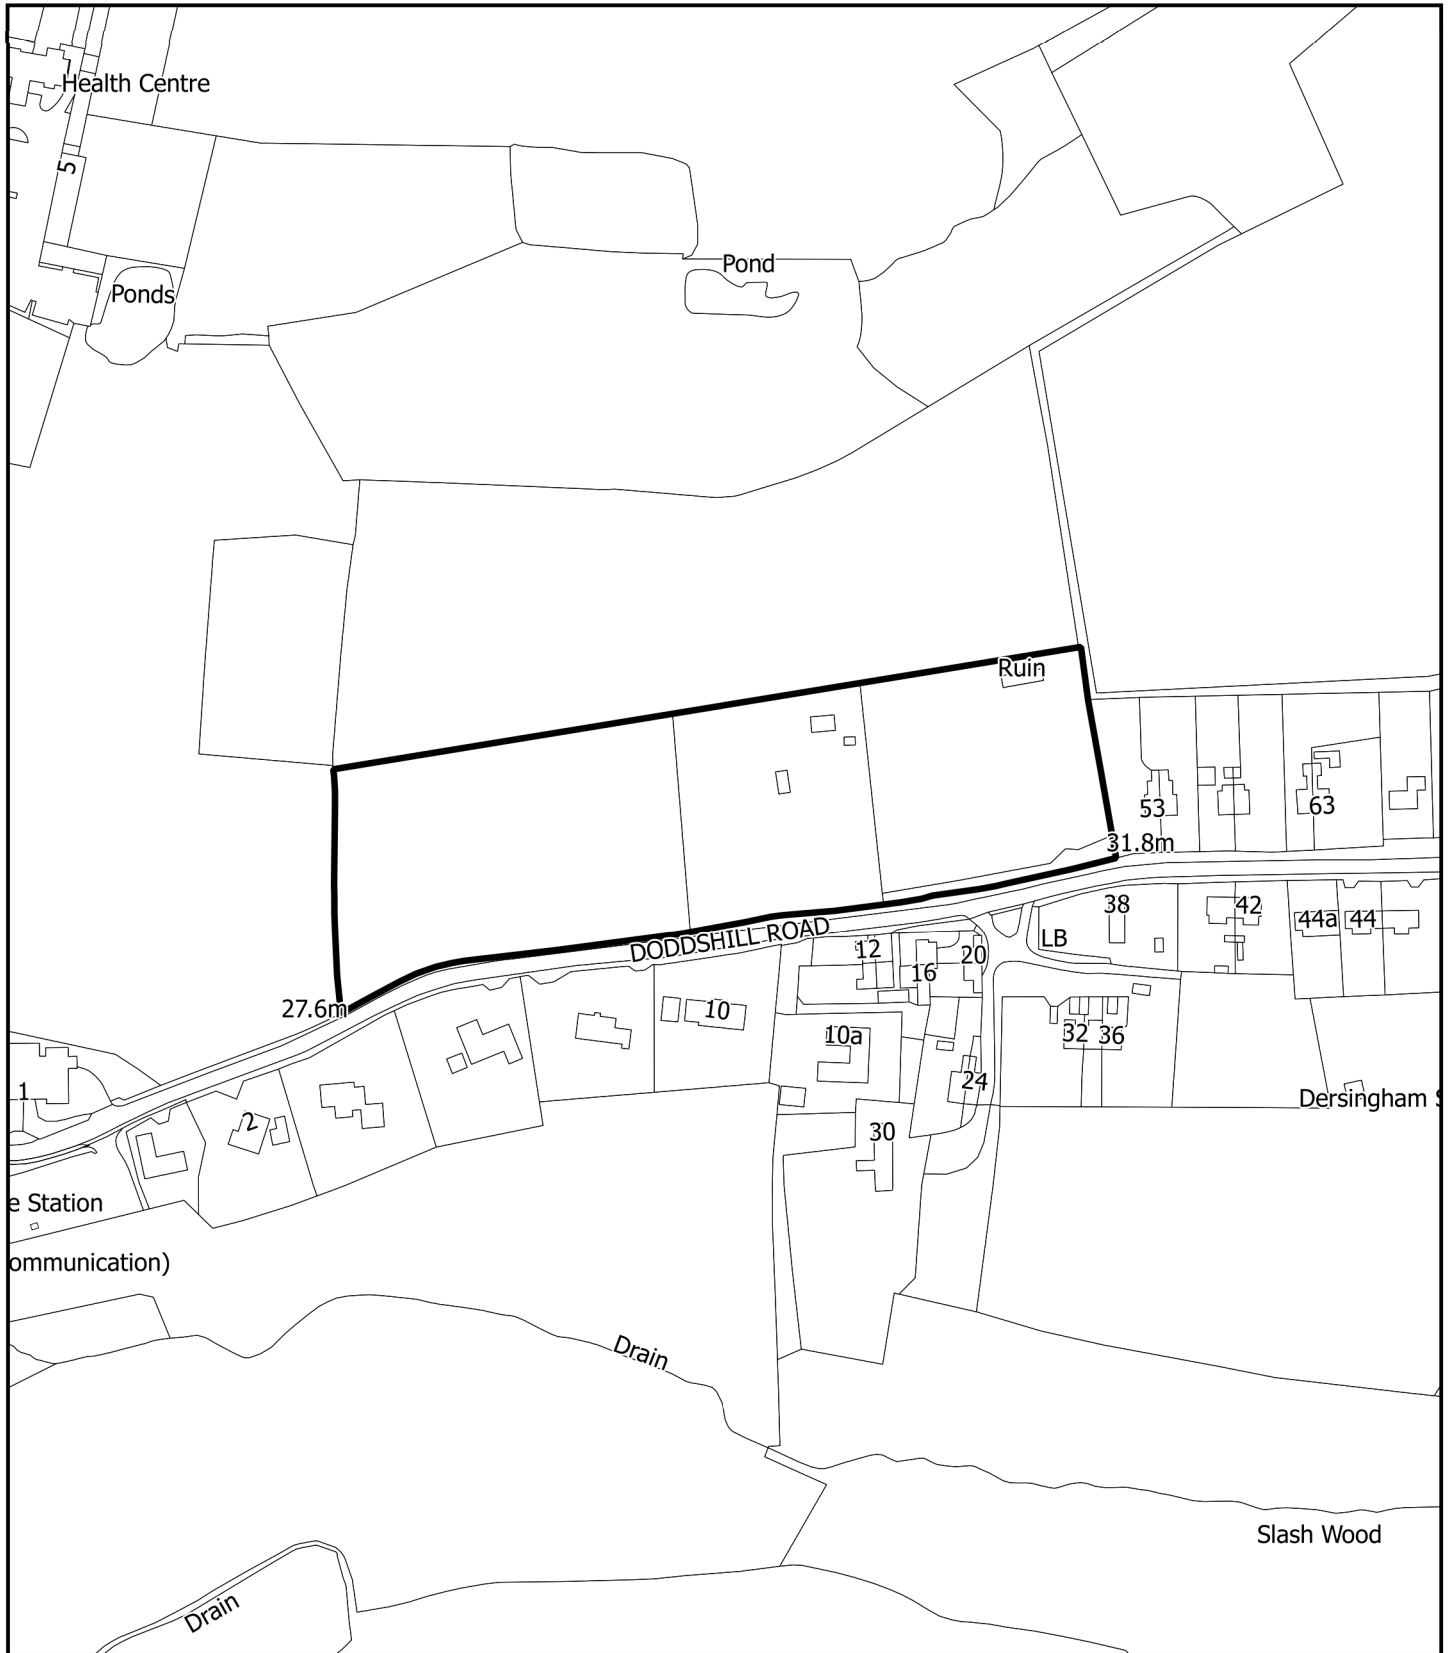 Health Centre
5
Pond
Ponds
Ruin
53
63
31.8m
DODDSHILL ROAD
38
42
44a
44
LB
12
20
16
27.6m
10
10a
32
36
24
1
2
30
Dersingham S
e Station
ommunication)
Drain
Slash Wood
Drain